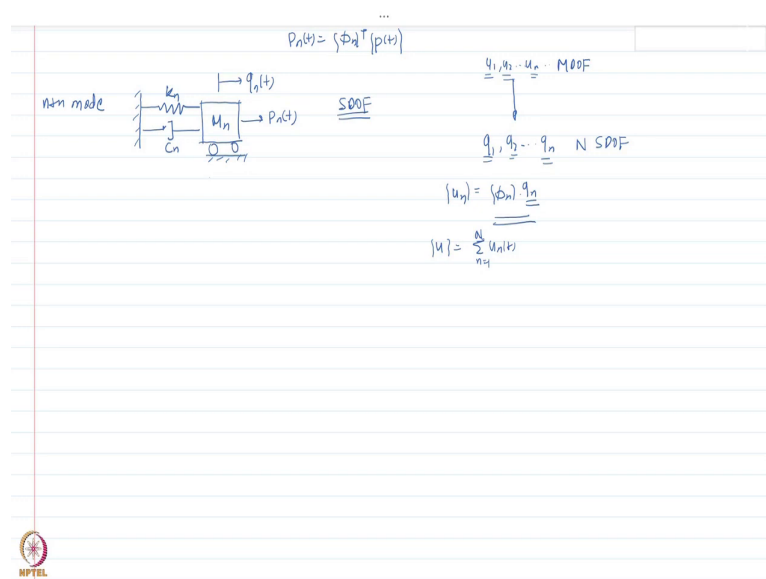 ...
Pn(t) = {ϕn}ᵀ {p(t)}
u1, u2 .. un .. MDOF
→ qn(t)
nth mode
Kn
SDOF
Mn
→ Pn(t)
Cn
q1, q2 ... qn N SDOF
{un} = {ϕn} · qn
{u} = Σ un(t)
N
n=1
NPTEL